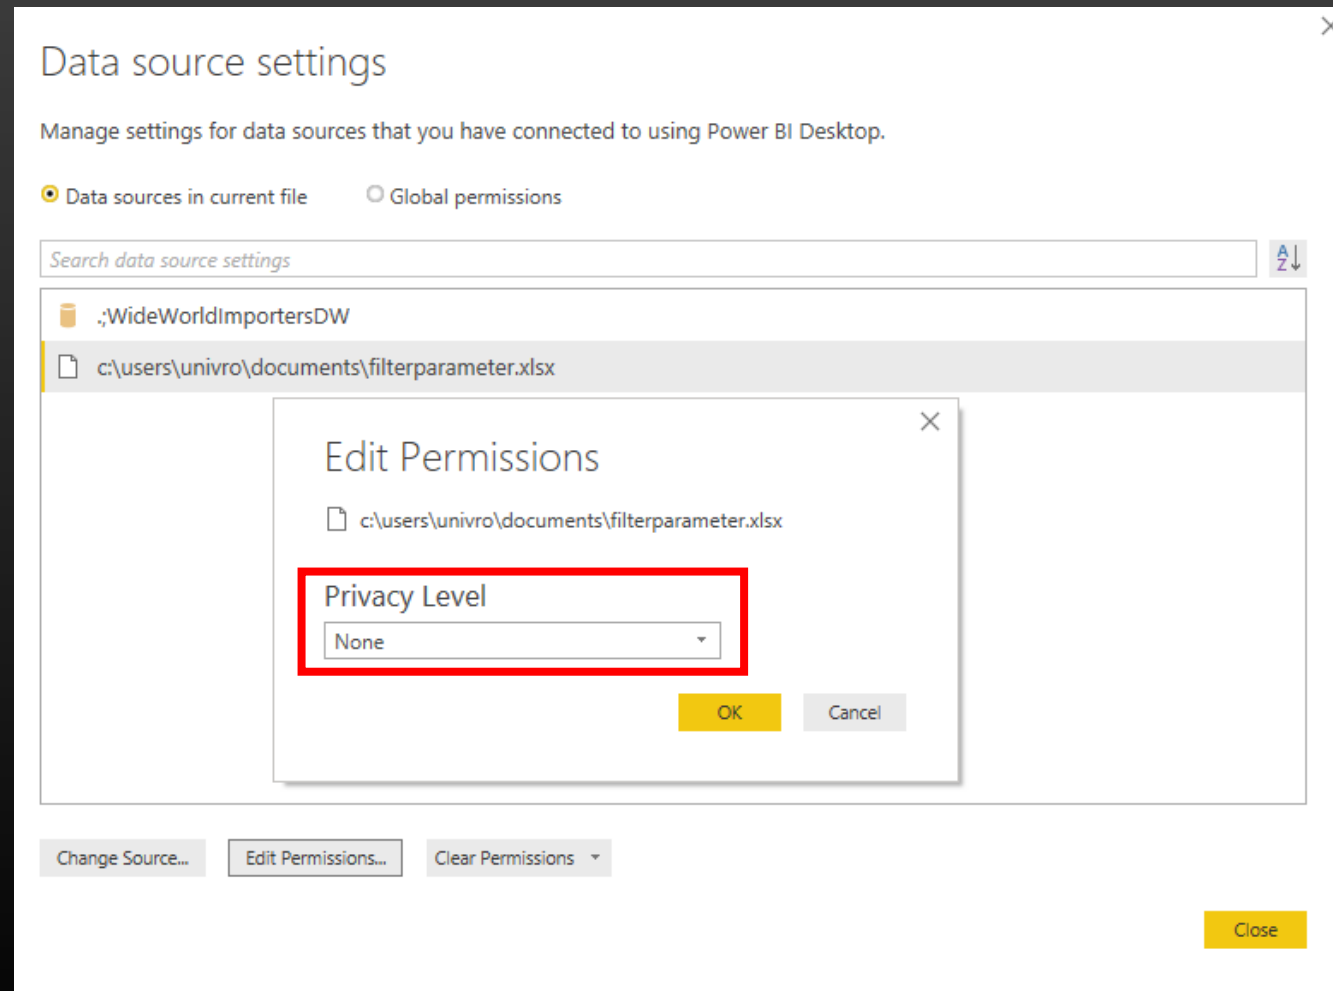 Data source settings
Manage settings for data sources that you have connected to using Power BI Desktop.
Data sources in current file
Global permissions
Search data source settings
A
Z
.;WideWorldImportersDW
c:\users\univro\documents\filterparameter.xlsx
Edit Permissions
c:\users\univro\documents\filterparameter.xlsx
Privacy Level
None
OK
Cancel
Change Source...
Edit Permissions...
Clear Permissions
Close